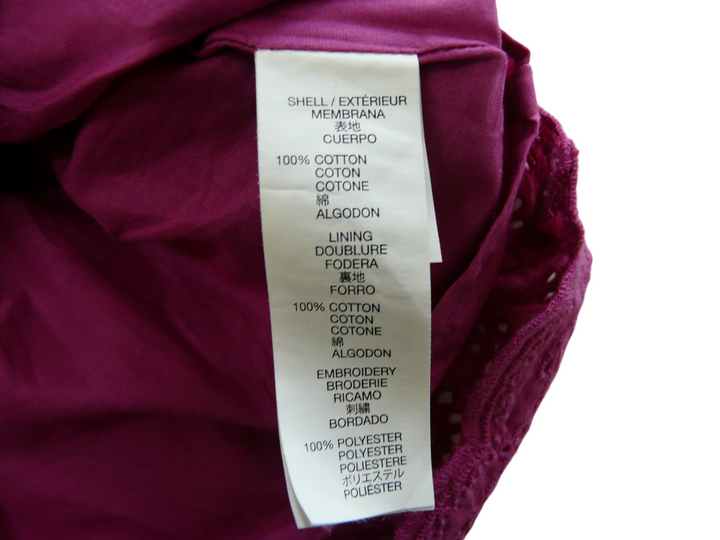 SHELL / EXTÉRIEUR
MEMBRANA
表地
CUERPO
100% COTTON
COTON
COTONE
綿
ALGODON
LINING
DOUBLURE
FODERA
裏地
FORRO
100% COTTON
COTON
COTONE
綿
ALGODON
EMBROIDERY
BRODERIE
RICAMO
刺繍
BORDADO
100% POLYESTER
POLYESTER
POLIESTERE
ポリエステル
POLIÉSTER